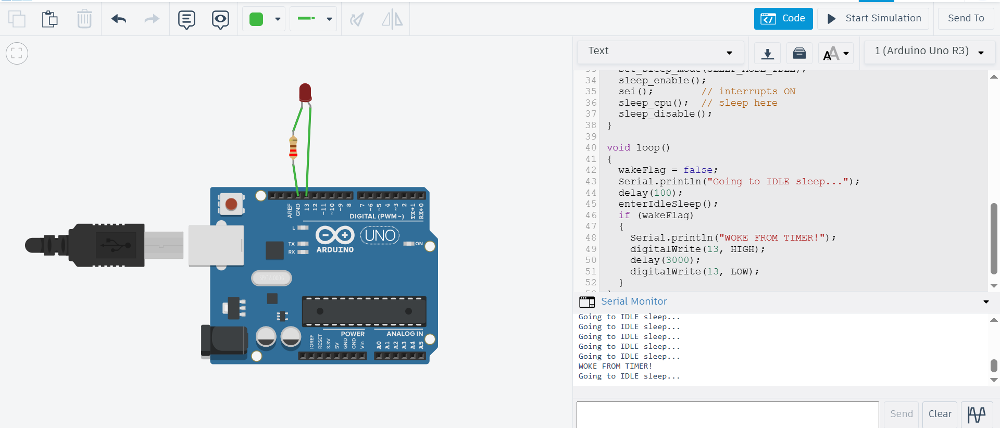 Code
Start Simulation
Send To
Text
1 (Arduino Uno R3)
33 set_sleep_mode(SLEEP_MODE_IDLE);
34 sleep_enable();
35 sei(); // interrupts ON
36 sleep_cpu(); // sleep here
37 sleep_disable();
38 }
39
40 void loop()
41 {
42 wakeFlag = false;
43 Serial.println("Going to IDLE sleep...");
44 delay(100);
45 enterIdleSleep();
46 if (wakeFlag)
47 {
48 Serial.println("WOKE FROM TIMER!");
49 digitalWrite(13, HIGH);
50 delay(3000);
51 digitalWrite(13, LOW);
52 }
Serial Monitor
Going to IDLE sleep...
Going to IDLE sleep...
Going to IDLE sleep...
Going to IDLE sleep...
Going to IDLE sleep...
WOKE FROM TIMER!
Going to IDLE sleep...
Send
Clear
AREF
GND
13
12
~11
~10
~9
8
7
~6
~5
4
~3
2
TX→1
RX←0
DIGITAL (PWM~)
L
TX
RX
ARDUINO
UNO
ON
POWER
ANALOG IN
IOREF
RESET
3.3V
5V
GND
GND
Vin
A0
A1
A2
A3
A4
A5